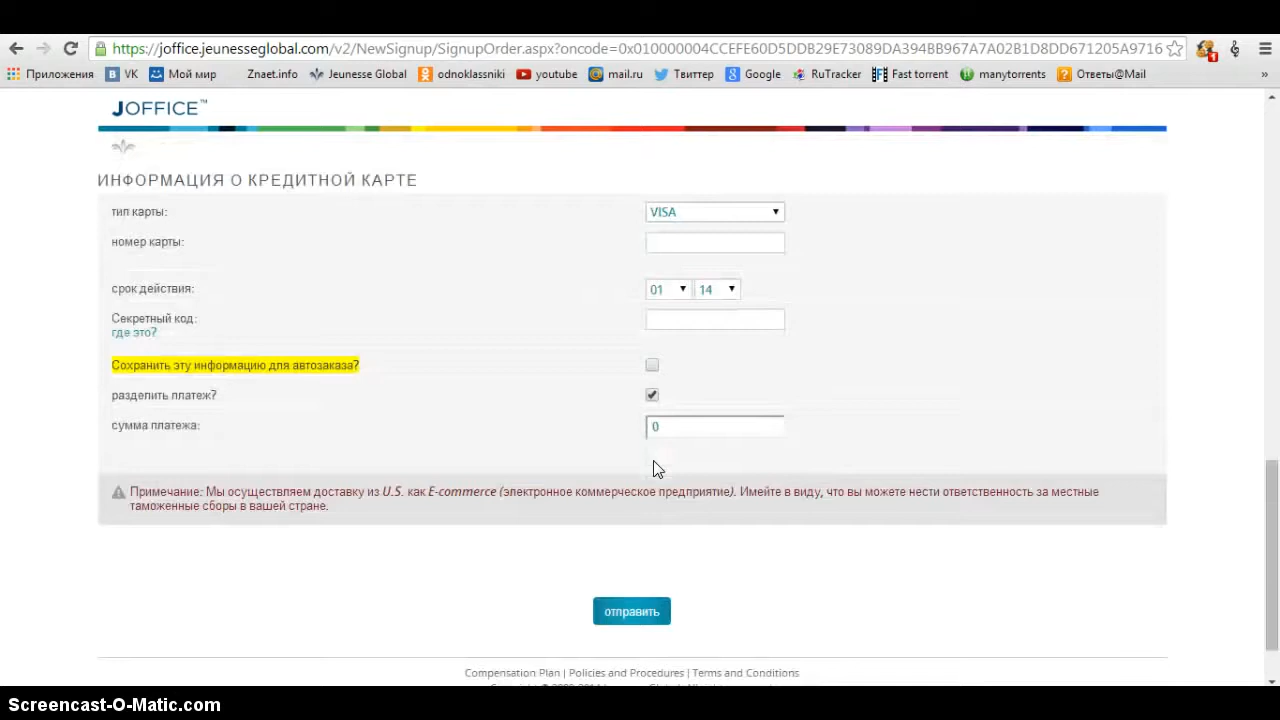 https://joffice.jeunesseglobal.com/v2/NewSignup/SignupOrder.aspx?oncode=0x010000004CCEFE60D5DDB29E73089DA394BB967A7A02B1D8DD671205A9716
Приложения VK Мой мир Znaet.info Jeunesse Global odnoklassniki youtube mail.ru Твиттер Google RuTracker Fast torrent manytorrents Ответы@Mail »
JOFFICE™
ИНФОРМАЦИЯ О КРЕДИТНОЙ КАРТЕ
тип карты: VISA
номер карты:
срок действия: 01 14
Секретный код:
где это?
Сохранить эту информацию для автозаказа?
разделить платеж?
сумма платежа: 0
Примечание: Мы осуществляем доставку из U.S. как E-commerce (электронное коммерческое предприятие). Имейте в виду, что вы можете нести ответственность за местные
таможенные сборы в вашей стране.
отправить
Compensation Plan | Policies and Procedures | Terms and Conditions
Screencast-O-Matic.com